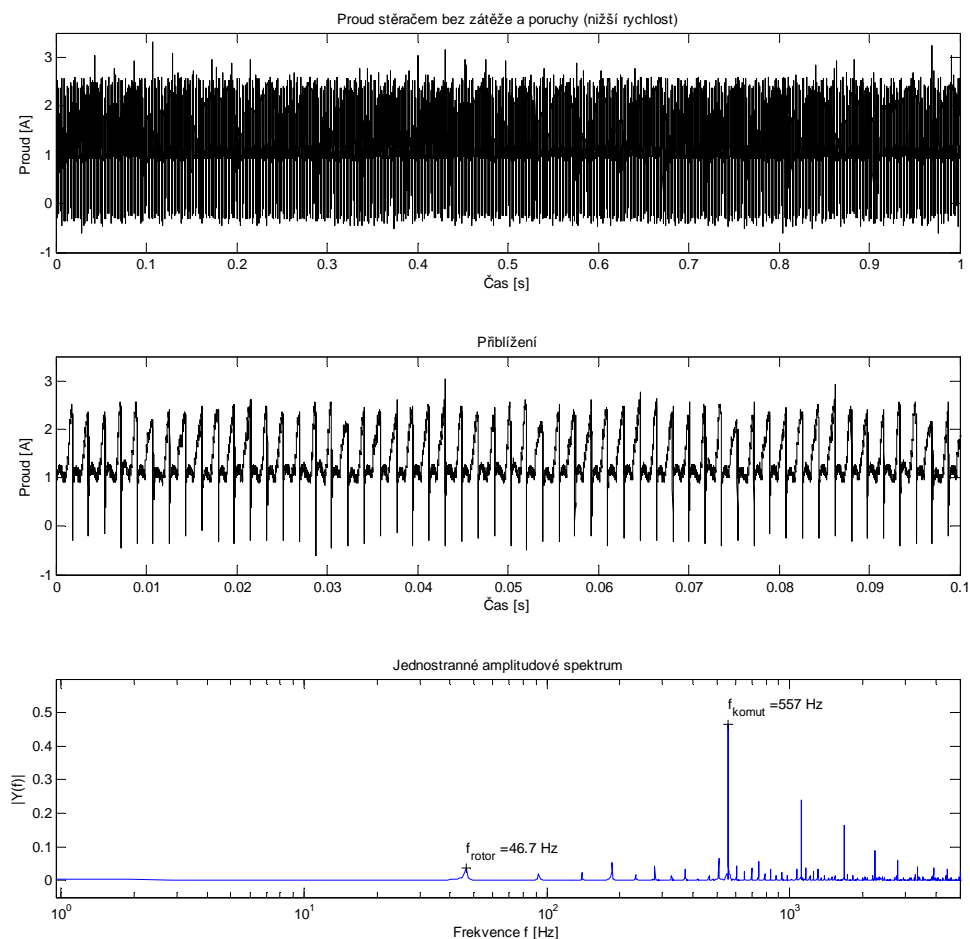 Proud stěračem bez zátěže a poruchy (nižší rychlost)
3
2
1
0
-1
Proud [A]
0 0.1 0.2 0.3 0.4 0.5 0.6 0.7 0.8 0.9 1
Čas [s]
Přiblížení
3
2
1
0
-1
Proud [A]
0 0.01 0.02 0.03 0.04 0.05 0.06 0.07 0.08 0.09 0.1
Čas [s]
Jednostranné amplitudové spektrum
0.5
0.4
0.3
0.2
0.1
0
|Y(f)|
f_komut =557 Hz
f_rotor =46.7 Hz
10^0 10^1 10^2 10^3
Frekvence f [Hz]